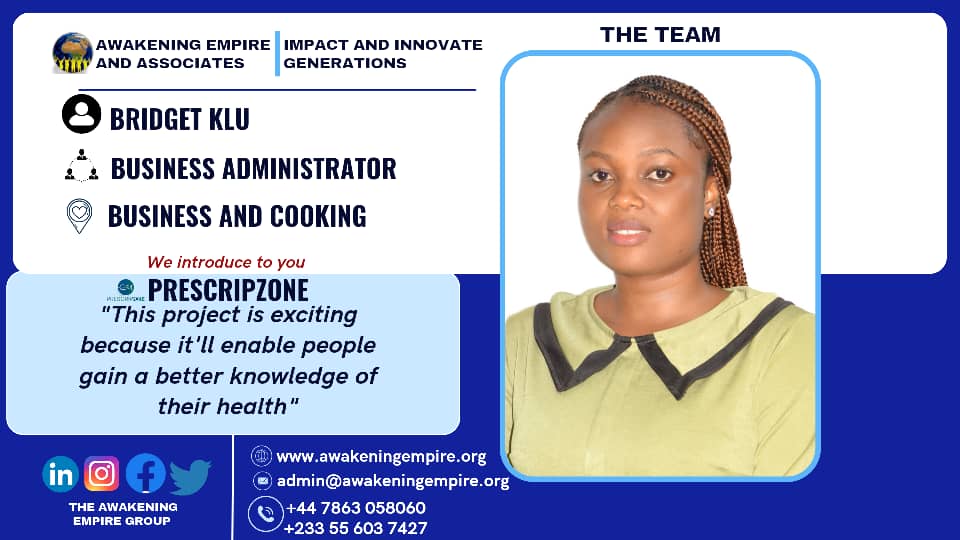 AWAKENING EMPIRE
AND ASSOCIATES
IMPACT AND INNOVATE
GENERATIONS
THE TEAM
BRIDGET KLU
BUSINESS ADMINISTRATOR
BUSINESS AND COOKING
We introduce to you
PRESCRIPZONE
"This project is exciting
because it'll enable people
gain a better knowledge of
their health"
in
THE AWAKENING
EMPIRE GROUP
www.awakeningempire.org
admin@awakeningempire.org
+44 7863 058060
+233 55 603 7427